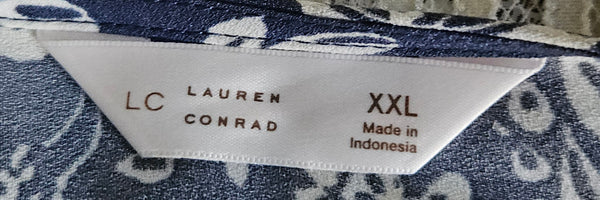 LC
LAUREN
CONRAD
XXL
Made in
Indonesia